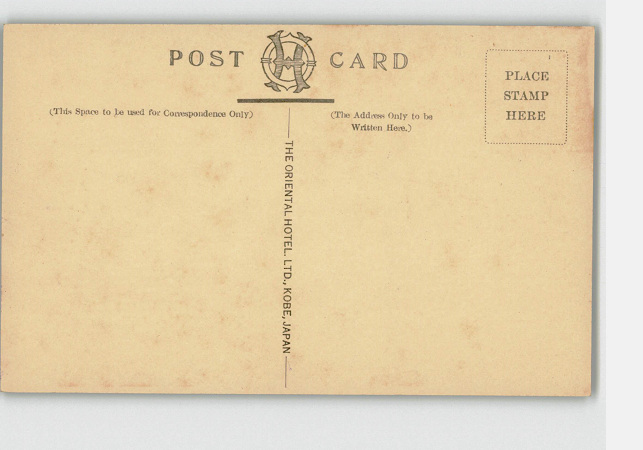 POST CARD
PLACE
STAMP
HERE
(This Space to be used for Correspondence Only)
(The Address Only to be
Written Here.)
THE ORIENTAL HOTEL. LTD., KOBE, JAPAN